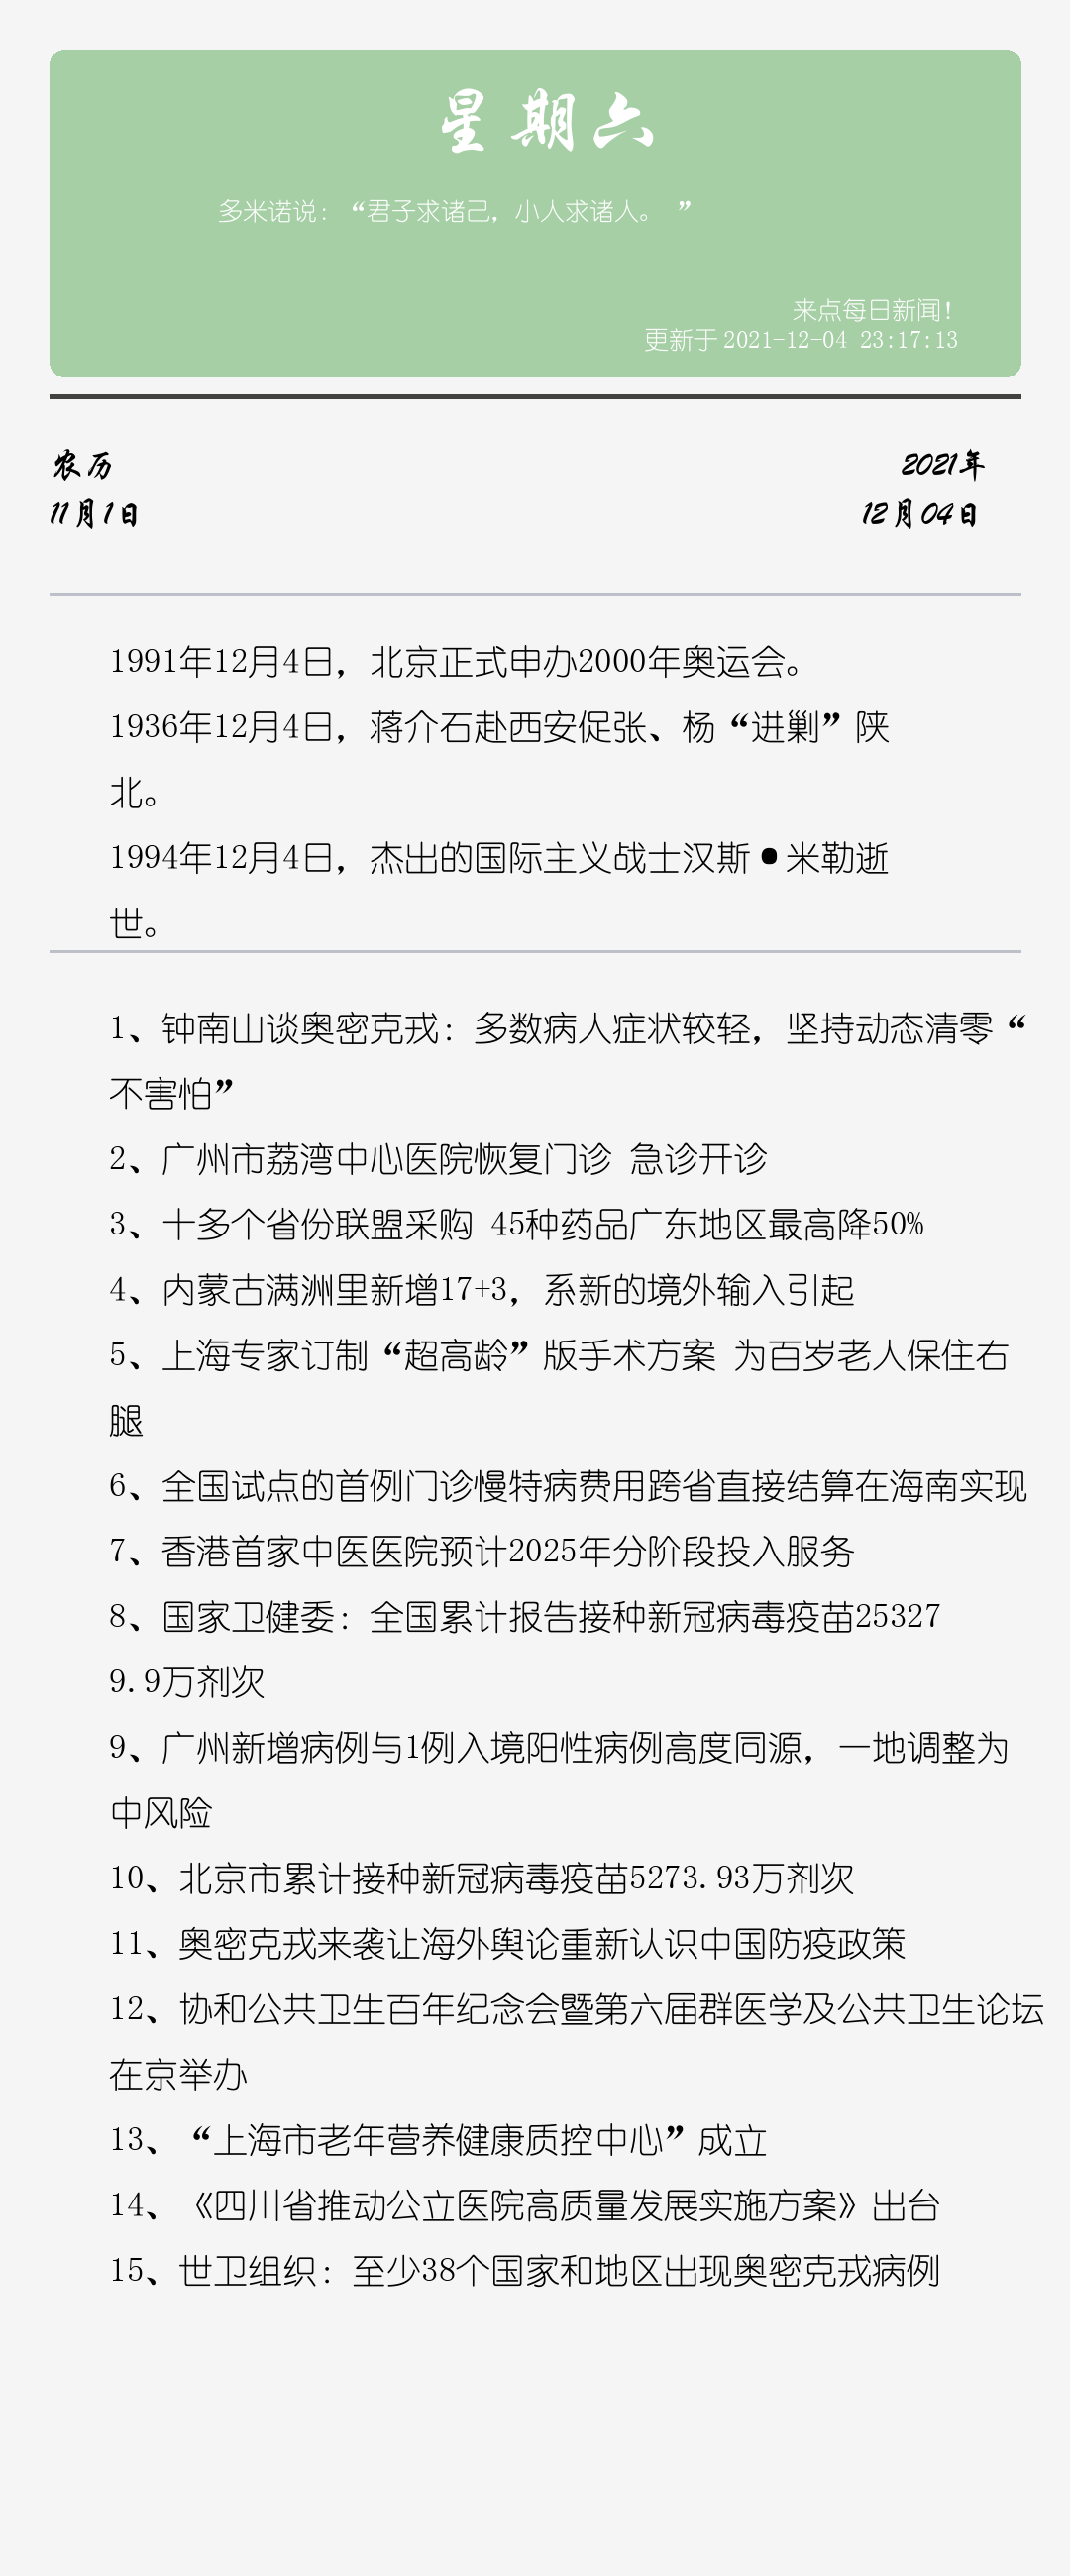 星期六
多米诺说：“君子求诸己，小人求诸人。 ”
来点每日新闻！
更新于 2021-12-04 23:17:13
农历
2021年
11月1日
12月04日
1991年12月4日，北京正式申办2000年奥运会。
1936年12月4日，蒋介石赴西安促张、杨“进剿”陕
北。
1994年12月4日，杰出的国际主义战士汉斯•米勒逝
世。
1、钟南山谈奥密克戎：多数病人症状较轻，坚持动态清零“
不害怕”
2、广州市荔湾中心医院恢复门诊 急诊开诊
3、十多个省份联盟采购 45种药品广东地区最高降50%
4、内蒙古满洲里新增17+3，系新的境外输入引起
5、上海专家订制“超高龄”版手术方案 为百岁老人保住右
腿
6、全国试点的首例门诊慢特病费用跨省直接结算在海南实现
7、香港首家中医医院预计2025年分阶段投入服务
8、国家卫健委：全国累计报告接种新冠病毒疫苗25327
9.9万剂次
9、广州新增病例与1例入境阳性病例高度同源，一地调整为
中风险
10、北京市累计接种新冠病毒疫苗5273.93万剂次
11、奥密克戎来袭让海外舆论重新认识中国防疫政策
12、协和公共卫生百年纪念会暨第六届群医学及公共卫生论坛
在京举办
13、“上海市老年营养健康质控中心”成立
14、《四川省推动公立医院高质量发展实施方案》出台
15、世卫组织：至少38个国家和地区出现奥密克戎病例